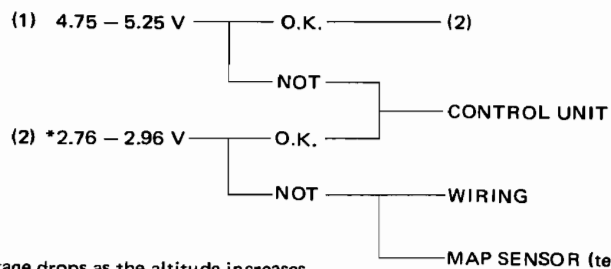 (1) 4.75 – 5.25 V O.K. (2)
NOT
CONTROL UNIT
(2) *2.76 – 2.96 V O.K.
NOT WIRING
MAP SENSOR
drops as the altitude increases